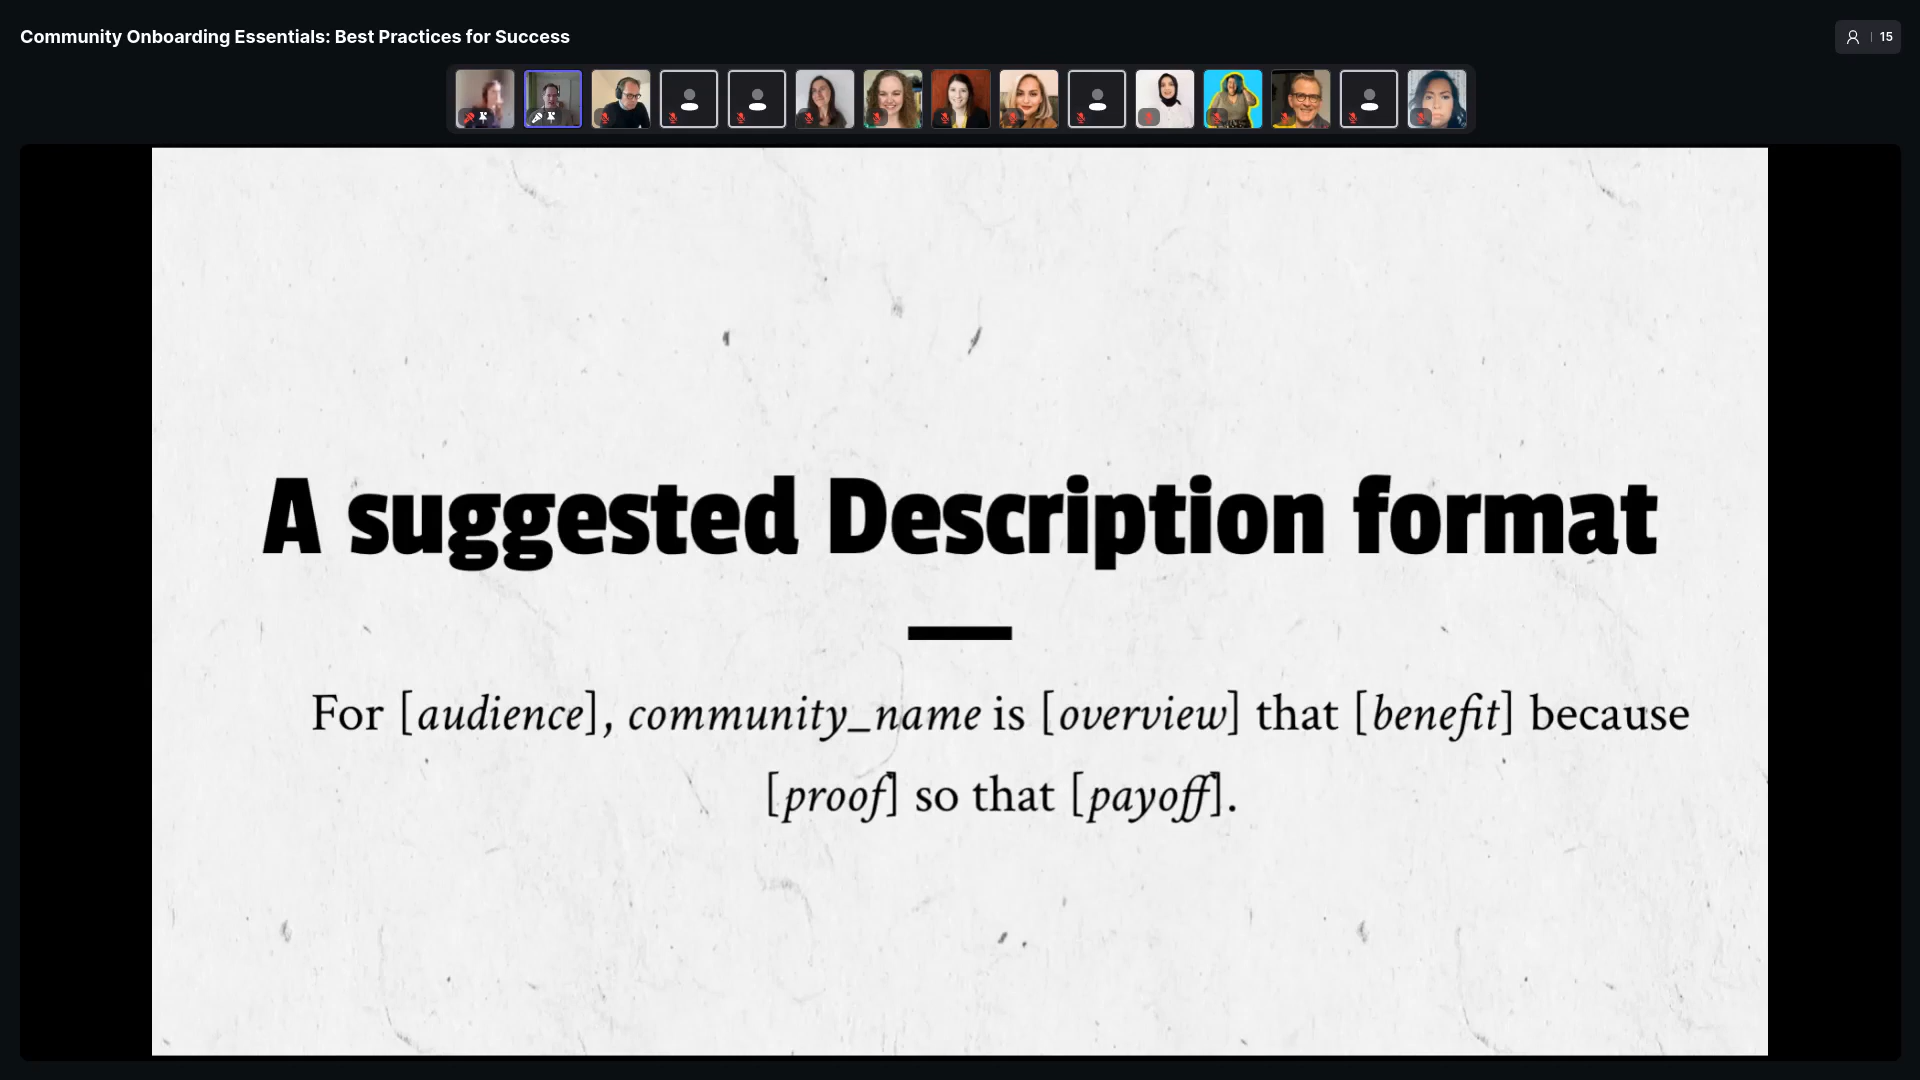 Community Onboarding Essentials: Best Practices for Success
15
A suggested Description format
For [audience], community_name is [overview] that [benefit] because
[proof] so that [payoff].